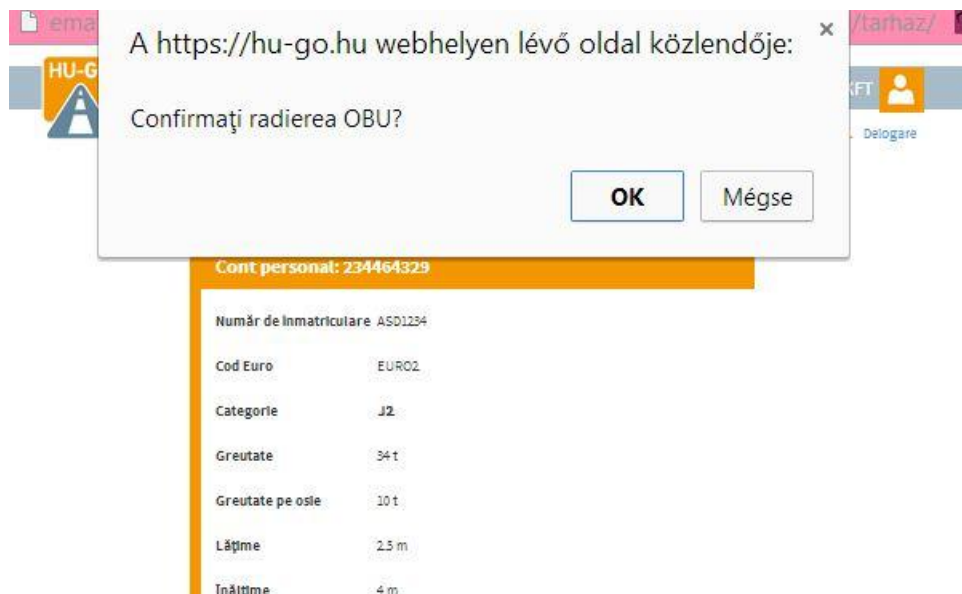 ema
/tarhaz/
A https://hu-go.hu webhelyen lévő oldal közlendője:
×
HU-G
KFT
Confirmaţi radierea OBU?
Delogare
OK
Mégse
Cont personal: 234464329
Număr de înmatriculare ASD1234
Cod Euro EURO2
Categorie J2
Greutate 34 t
Greutate pe osie 10 t
Lăţime 2.5 m
Înălţime 4 m